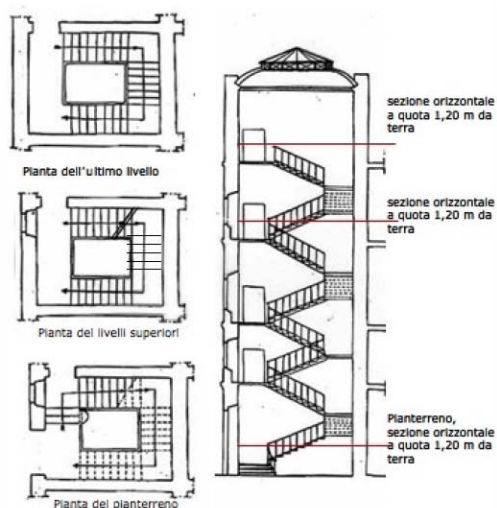 Pianta dell'ultimo livello
Pianta dei livelli superiori
Pianta del pianterreno
sezione orizzontale
a quota 1,20 m da
terra
sezione orizzontale
a quota 1,20 m da
terra
Pianterreno,
sezione orizzontale
a quota 1,20 m da
terra